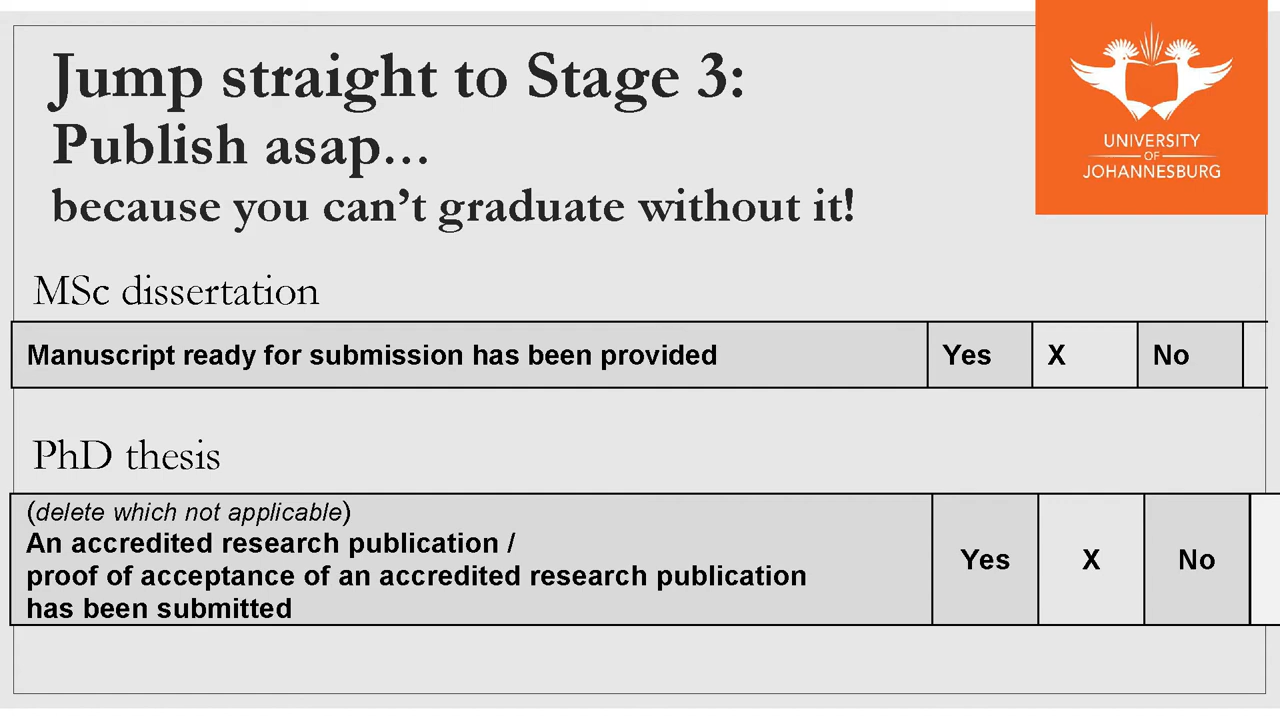 Jump straight to Stage 3:
Publish asap...
because you can’t graduate without it!
UNIVERSITY
OF
JOHANNESBURG
MSc dissertation
Manuscript ready for submission has been provided Yes X No
PhD thesis
(delete which not applicable)
An accredited research publication /
proof of acceptance of an accredited research publication
has been submitted
Yes X No